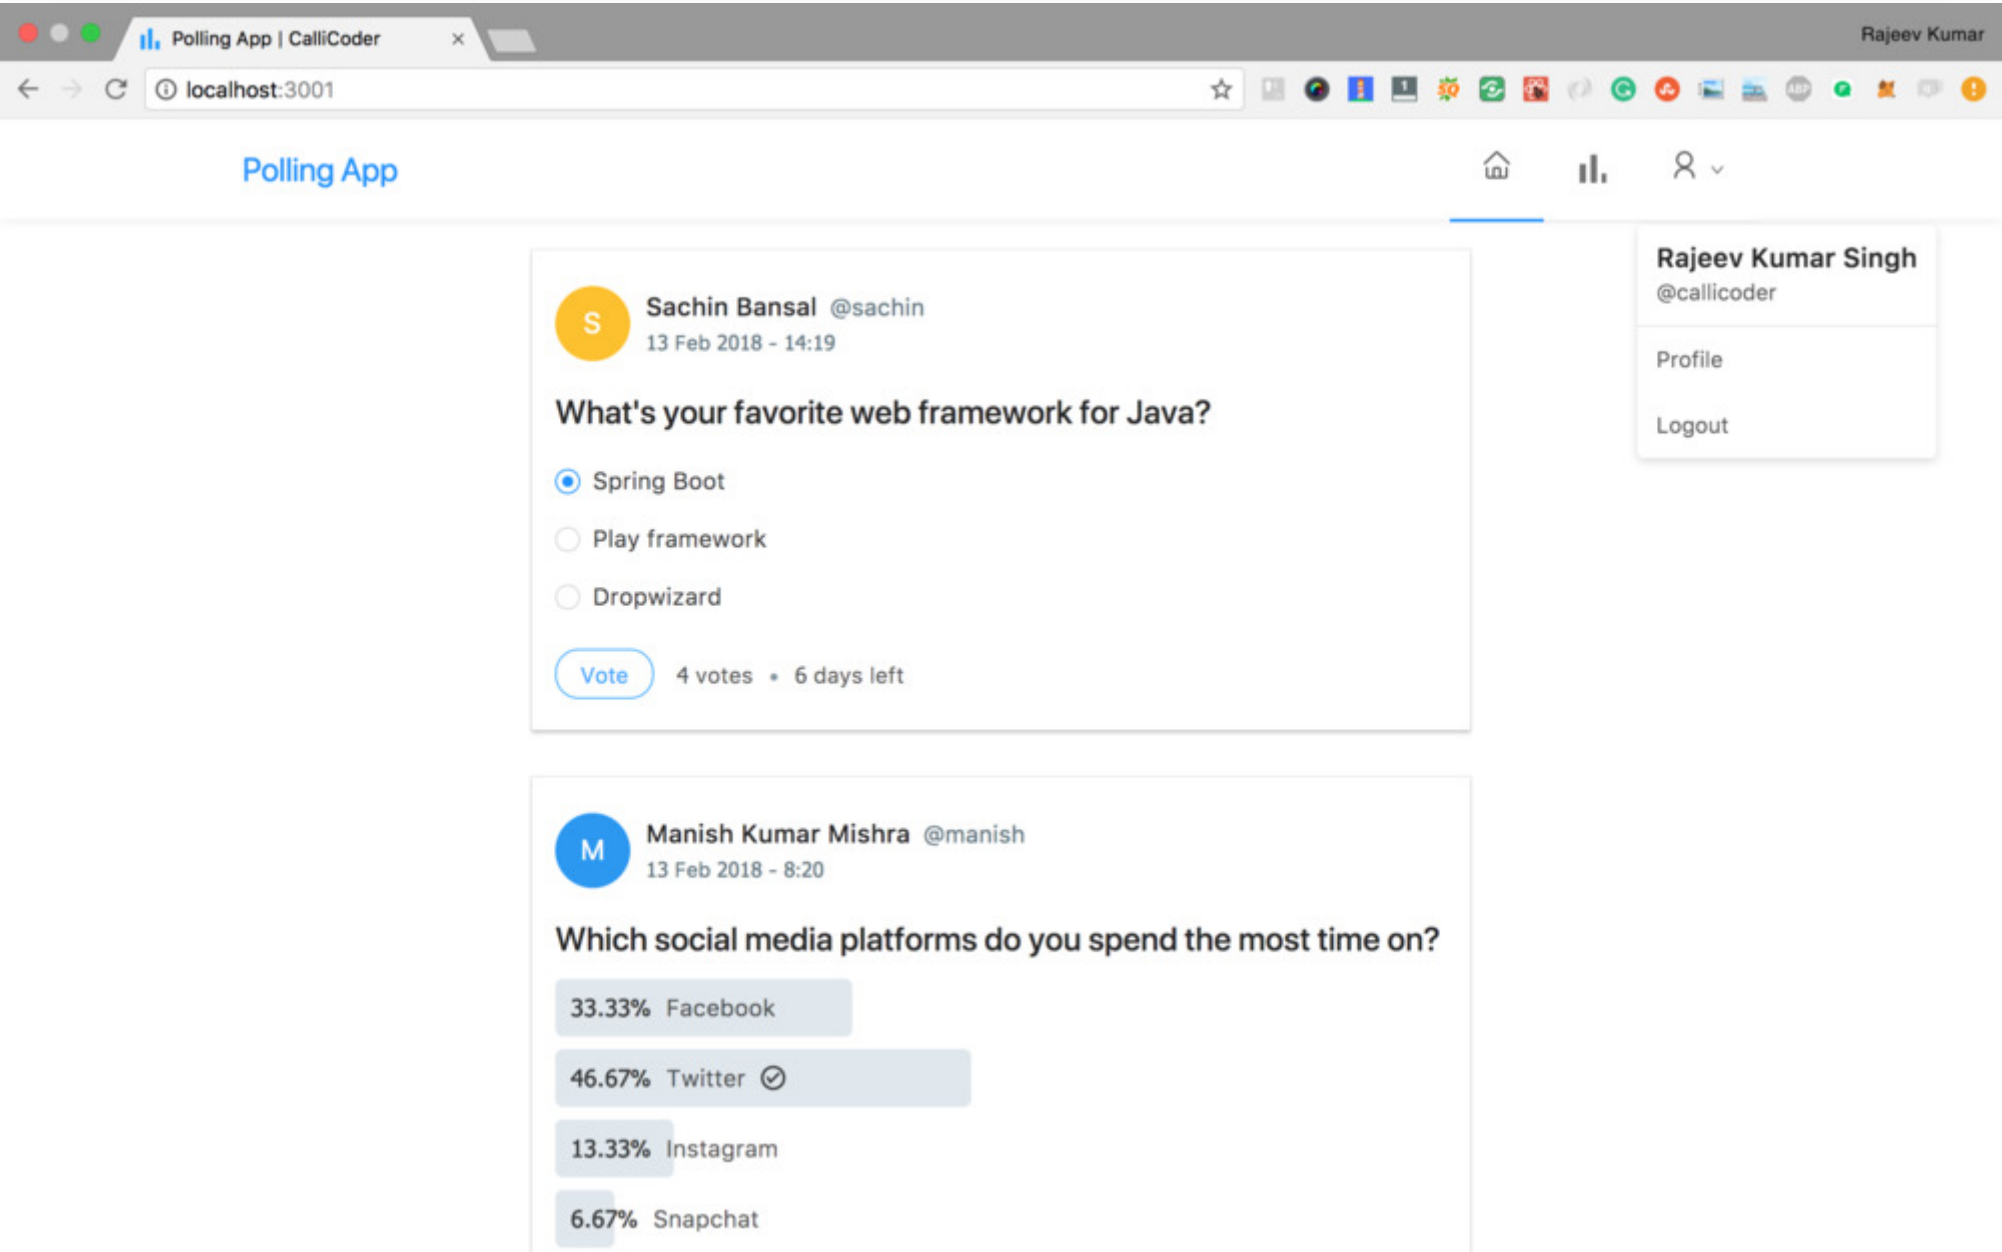 Polling App | CalliCoder
Rajeev Kumar
localhost:3001
Polling App
Rajeev Kumar Singh
@callicoder
Profile
Logout
S
Sachin Bansal @sachin
13 Feb 2018 - 14:19
What's your favorite web framework for Java?
Spring Boot
Play framework
Dropwizard
Vote 4 votes • 6 days left
M
Manish Kumar Mishra @manish
13 Feb 2018 - 8:20
Which social media platforms do you spend the most time on?
33.33% Facebook
46.67% Twitter
13.33% Instagram
6.67% Snapchat